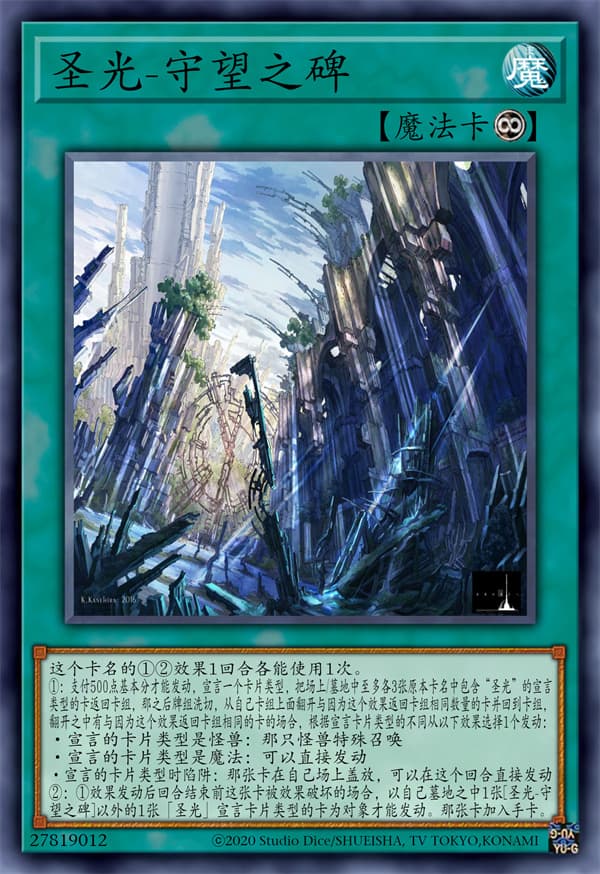 圣光-守望之碑
魔
【魔法卡♾】
K.KANEHIRA 2016
这个卡名的①②效果1回合各能使用1次。
①：支付500点基本分才能发动，宣言一个卡片类型，把场上/墓地中至多各3张原本卡名中包含“圣光”的宣言
类型的卡返回卡组，那之后牌组洗切，从自己卡组上面翻开与因为这个效果返回卡组相同数量的卡并回到卡组，
翻开之中有与因为这个效果返回卡组相同的卡的场合，根据宣言卡片类型的不同从以下效果选择1个发动：
·宣言的卡片类型是怪兽：那只怪兽特殊召唤
·宣言的卡片类型是魔法：可以直接发动
·宣言的卡片类型时陷阱：那张卡在自己场上盖放，可以在这个回合直接发动
②：①效果发动后回合结束前这张卡被效果破坏的场合，以自己墓地之中1张[圣光-守
望之碑]以外的1张「圣光」宣言卡片类型的卡为对象才能发动。那张卡加入手卡。
27819012
©2020 Studio Dice/SHUEISHA, TV TOKYO,KONAMI
YU-G